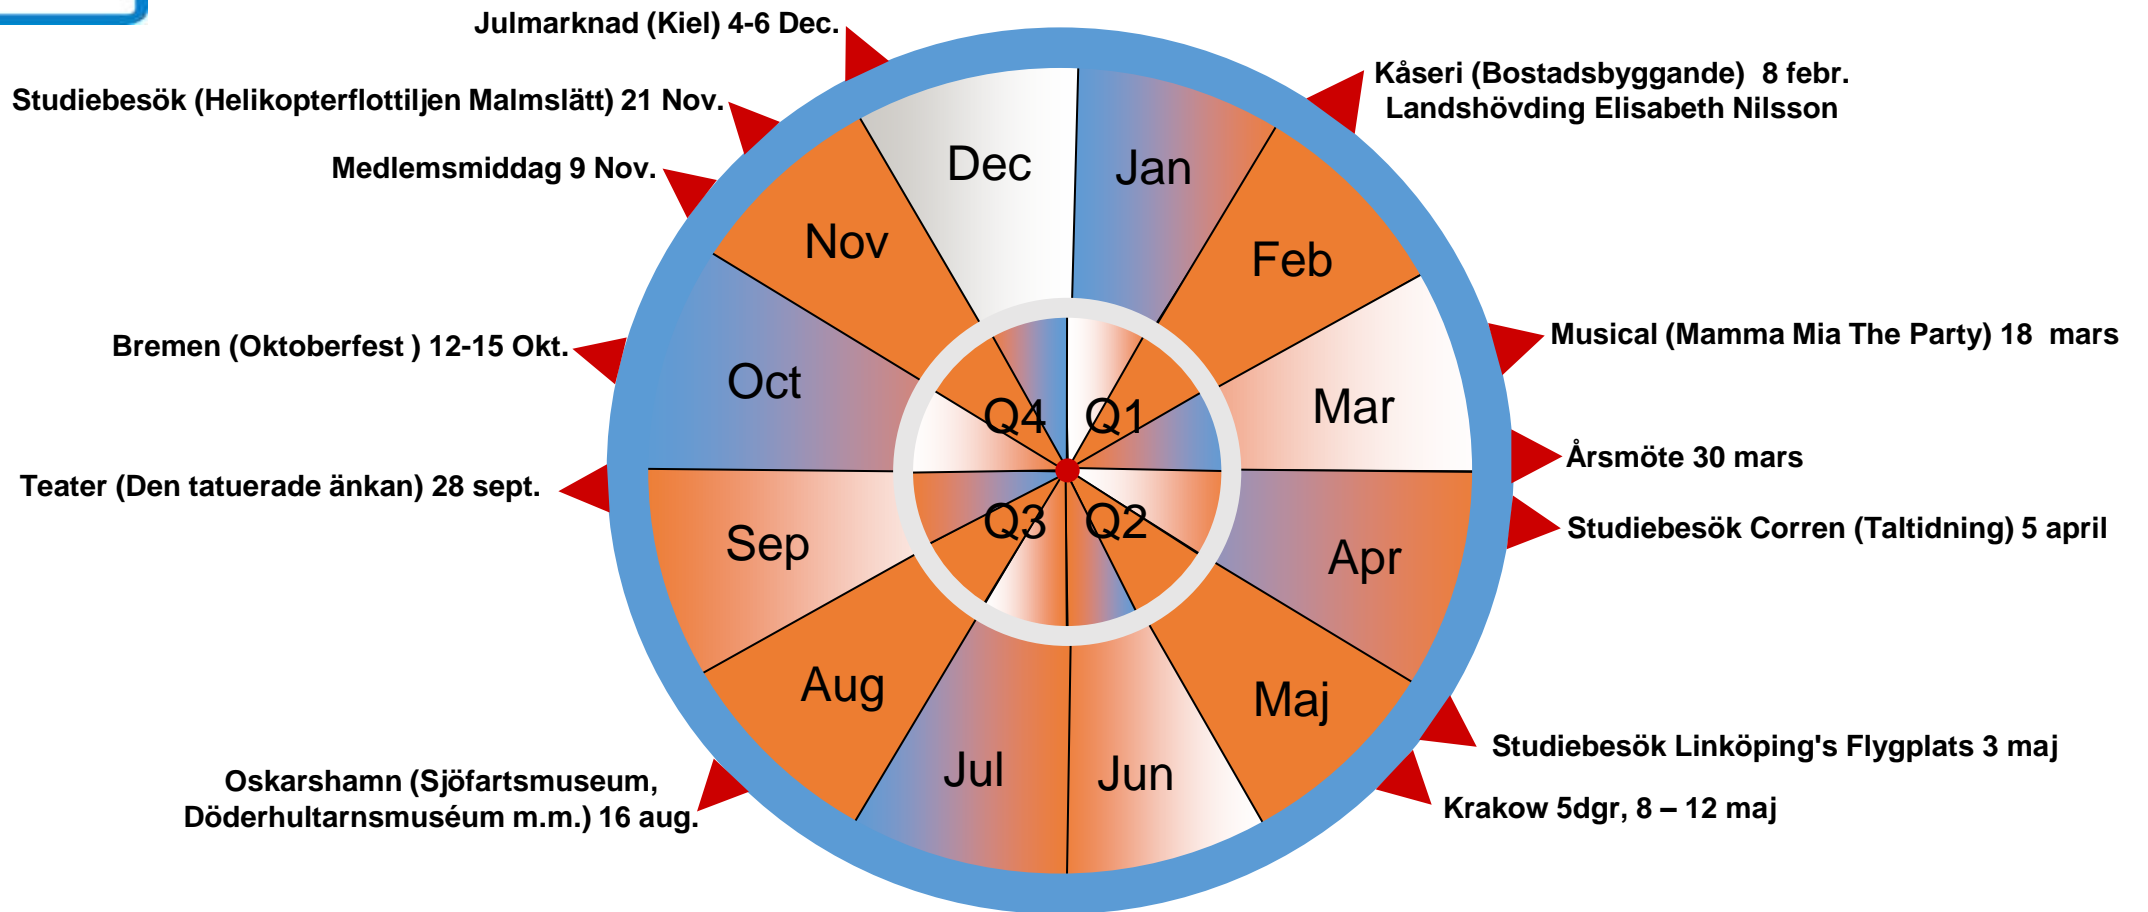 Julmarknad (Kiel) 4-6 Dec.
Kåseri (Bostadsbyggande) 8 febr.
Landshövding Elisabeth Nilsson
Studiebesök (Helikopterflottiljen Malmslätt) 21 Nov.
Medlemsmiddag 9 Nov.
Dec
Jan
Nov
Feb
Bremen (Oktoberfest ) 12-15 Okt.
Musical (Mamma Mia The Party) 18 mars
Oct
Mar
Q4
Q1
Årsmöte 30 mars
Teater (Den tatuerade änkan) 28 sept.
Q3
Q2
Studiebesök Corren (Taltidning) 5 april
Sep
Apr
Aug
Maj
Studiebesök Linköping's Flygplats 3 maj
Jul
Jun
Oskarshamn (Sjöfartsmuseum,
Döderhultarnsmuséum m.m.) 16 aug.
Krakow 5dgr, 8 – 12 maj